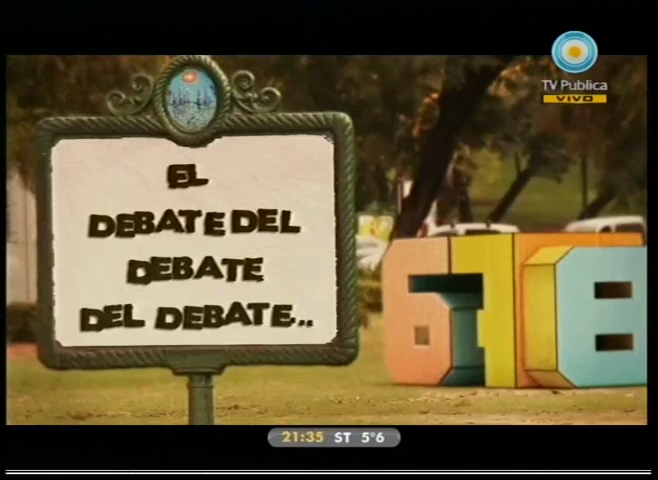 TV Publica
VIVO
EL
DEBATE DEL
DEBATE
DEL DEBATE..
678
21:35 ST 5°6